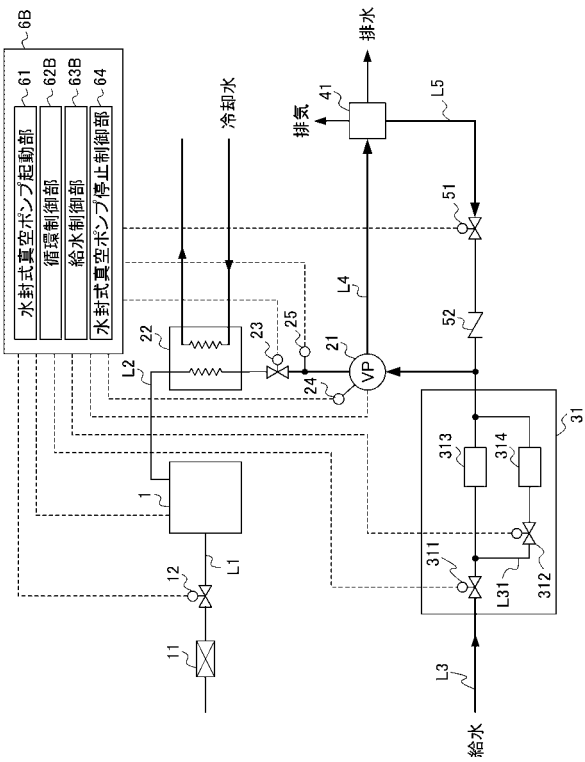 6B
水封式真空ポンプ起動部 61
循環制御部 62B
給水制御部 63B
水封式真空ポンプ停止制御部 64
冷却水
排水
排気
41
L5
51
52
L4
L2
22
23
25
21
24
VP
1
L1
12
11
31
313
314
311
312
L31
L3
給水